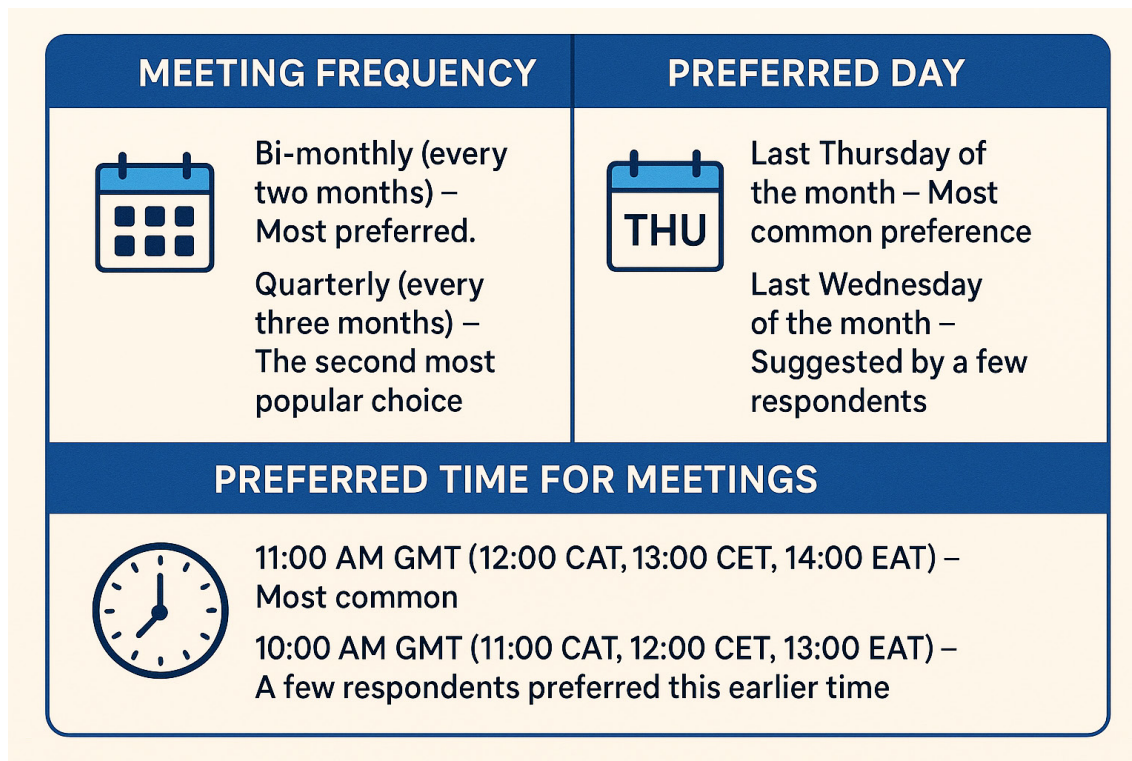 MEETING FREQUENCY
Bi-monthly (every
two months) –
Most preferred.
Quarterly (every
three months) –
The second most
popular choice
PREFERRED DAY
THU
Last Thursday of
the month – Most
common preference
Last Wednesday
of the month –
Suggested by a few
respondents
PREFERRED TIME FOR MEETINGS
11:00 AM GMT (12:00 CAT, 13:00 CET, 14:00 EAT) –
Most common
10:00 AM GMT (11:00 CAT, 12:00 CET, 13:00 EAT) –
A few respondents preferred this earlier time